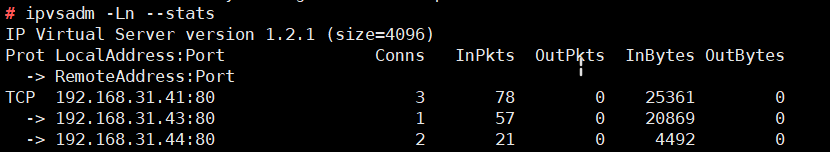 # ipvsadm -Ln --stats
IP Virtual Server version 1.2.1 (size=4096)
Prot LocalAddress:Port Conns InPkts OutPkts InBytes OutBytes
-> RemoteAddress:Port
TCP 192.168.31.41:80 3 78 0 25361 0
-> 192.168.31.43:80 1 57 0 20869 0
-> 192.168.31.44:80 2 21 0 4492 0